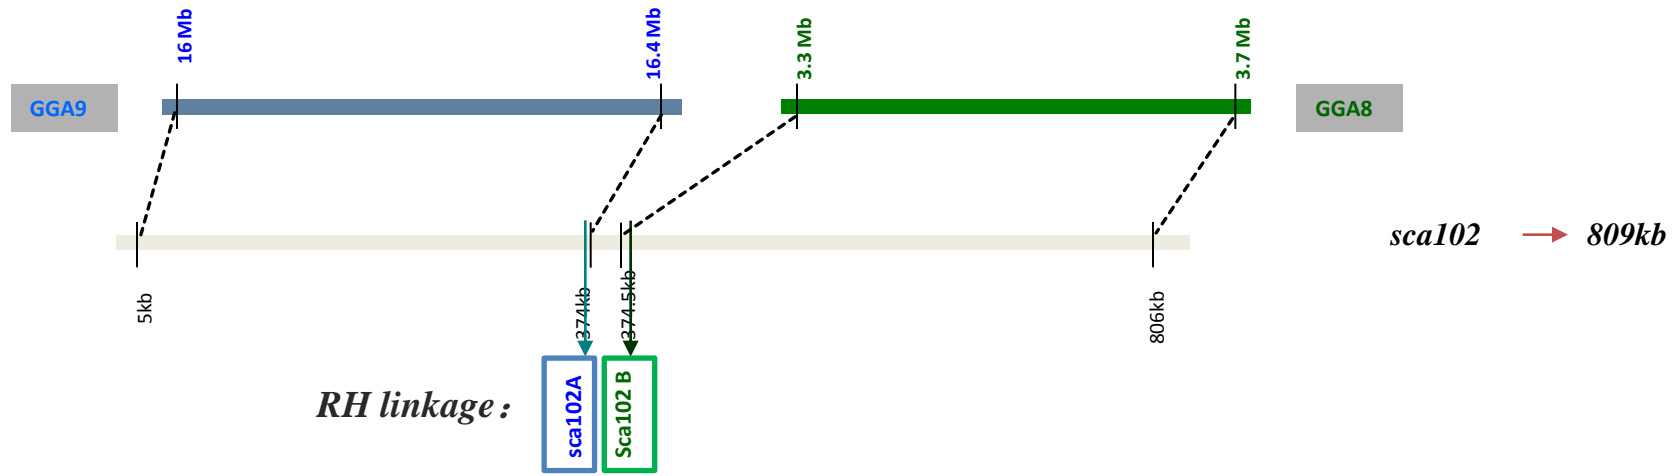 16 Mb
16.4 Mb
3.3 Mb
3.7 Mb
GGA9
GGA8
sca102
809kb
5kb
374kb
374.5kb
806kb
RH linkage：
sca102A
Sca102 B